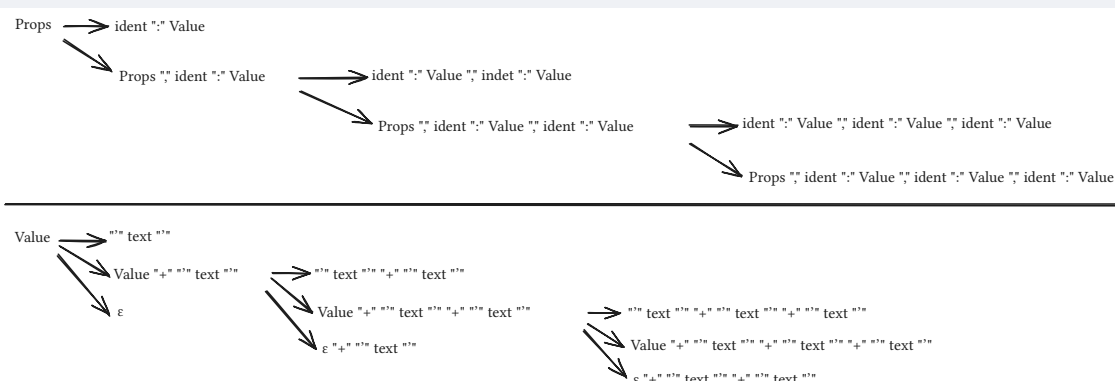 Props
ident ":" Value
Props "," ident ":" Value
ident ":" Value "," indet ":" Value
Props "," ident ":" Value "," ident ":" Value
ident ":" Value "," ident ":" Value "," ident ":" Value
Props "," ident ":" Value "," ident ":" Value "," ident ":" Value
Value
"'" text "'"
Value "+" "'" text "'"
ε
"'" text "'" "+" "'" text "'"
Value "+" "'" text "'" "+" "'" text "'"
ε "+" "'" text "'"
"'" text "'" "+" "'" text "'" "+" "'" text "'"
Value "+" "'" text "'" "+" "'" text "'" "+" "'" text "'"
ε "+" "'" text "'" "+" "'" text "'"